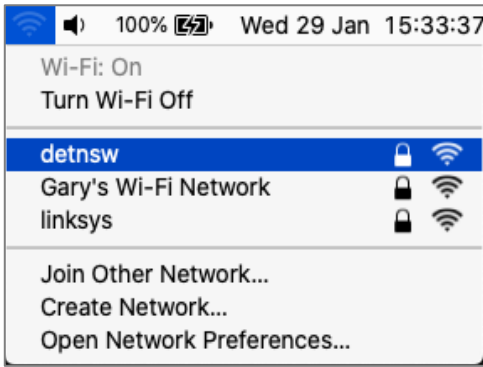 100% Wed 29 Jan 15:33:37
Wi-Fi: On
Turn Wi-Fi Off
detnsw
Gary's Wi-Fi Network
linksys
Join Other Network...
Create Network...
Open Network Preferences...